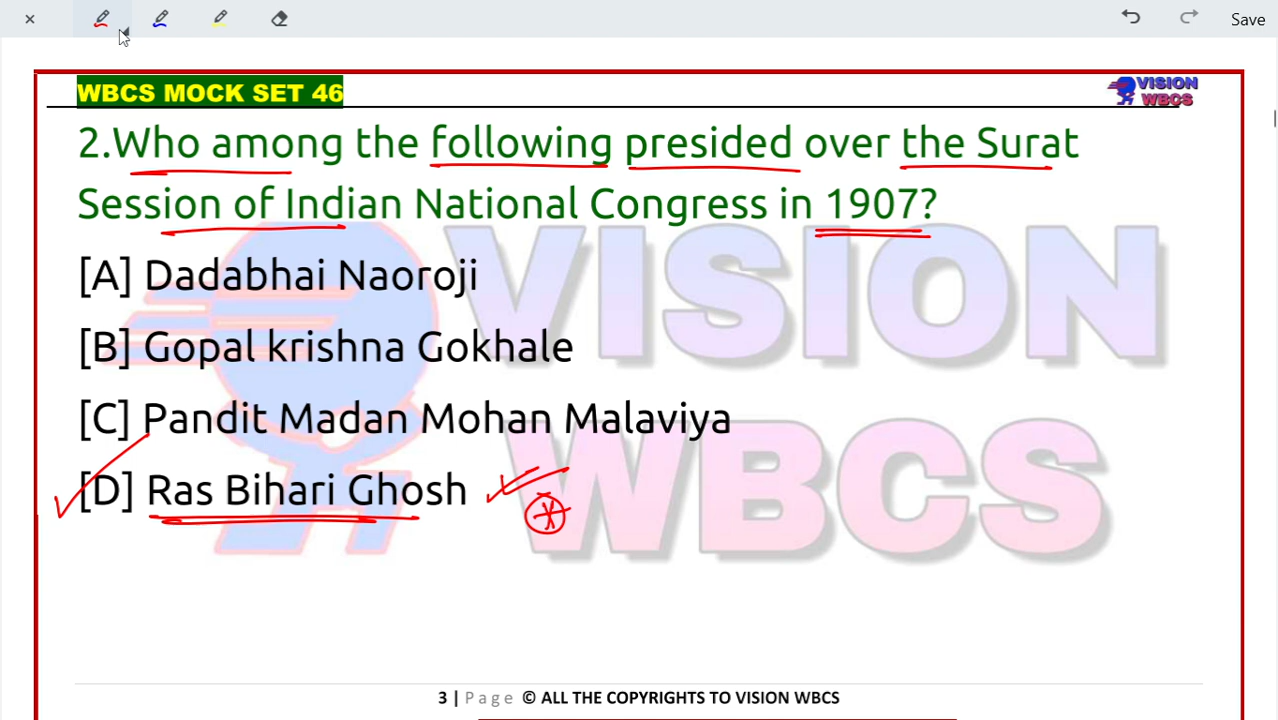 Save
WBCS MOCK SET 46
VISION
WBCS
2.Who among the following presided over the Surat
Session of Indian National Congress in 1907?
[A] Dadabhai Naoroji
[B] Gopal krishna Gokhale
[C] Pandit Madan Mohan Malaviya
[D] Ras Bihari Ghosh
VISION
WBCS
3 | Page © ALL THE COPYRIGHTS TO VISION WBCS